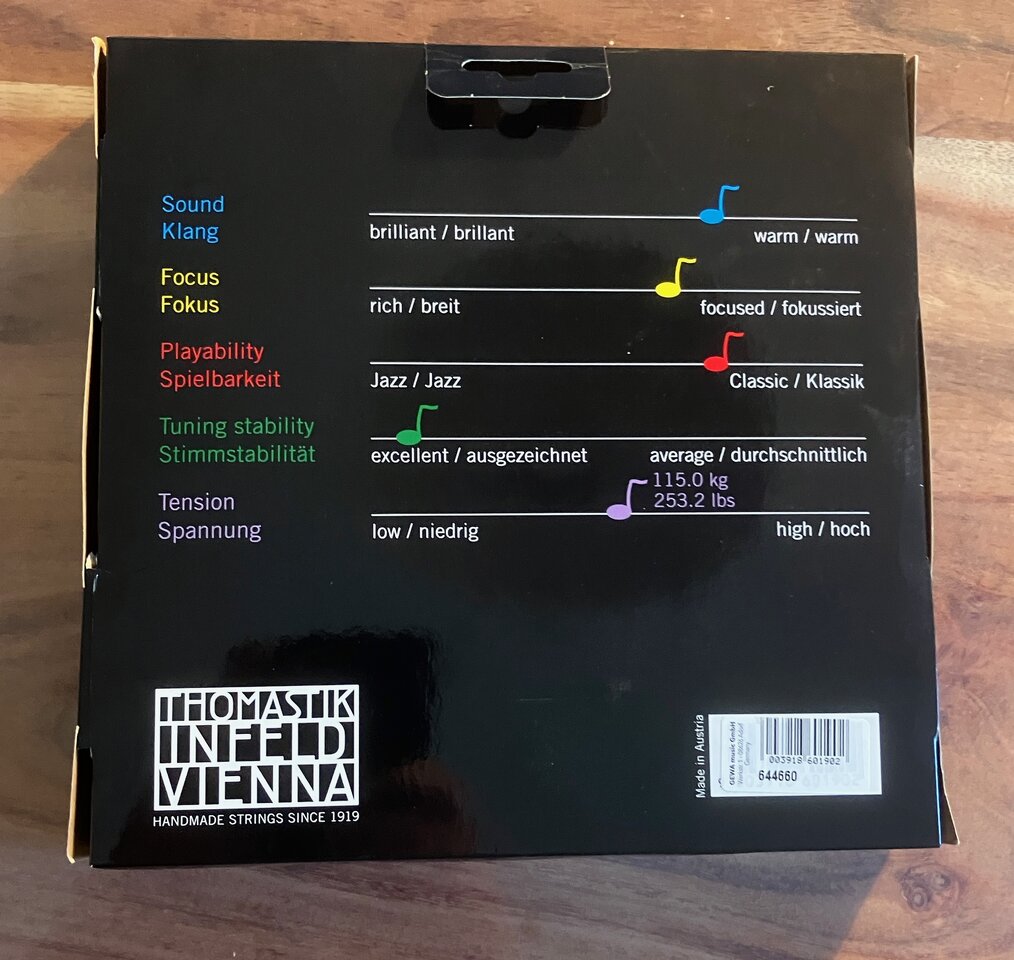 Sound
Klang
brilliant / brillant
warm / warm
Focus
Fokus
rich / breit
focused / fokussiert
Playability
Spielbarkeit
Jazz / Jazz
Classic / Klassik
Tuning stability
Stimmstabilität
excellent / ausgezeichnet
average / durchschnittlich
Tension
Spannung
115.0 kg
253.2 lbs
low / niedrig
high / hoch
THOMASTIK
INFELD
VIENNA
HANDMADE STRINGS SINCE 1919
Made in Austria
GEWA music GmbH
Germany
003918 601902
644660